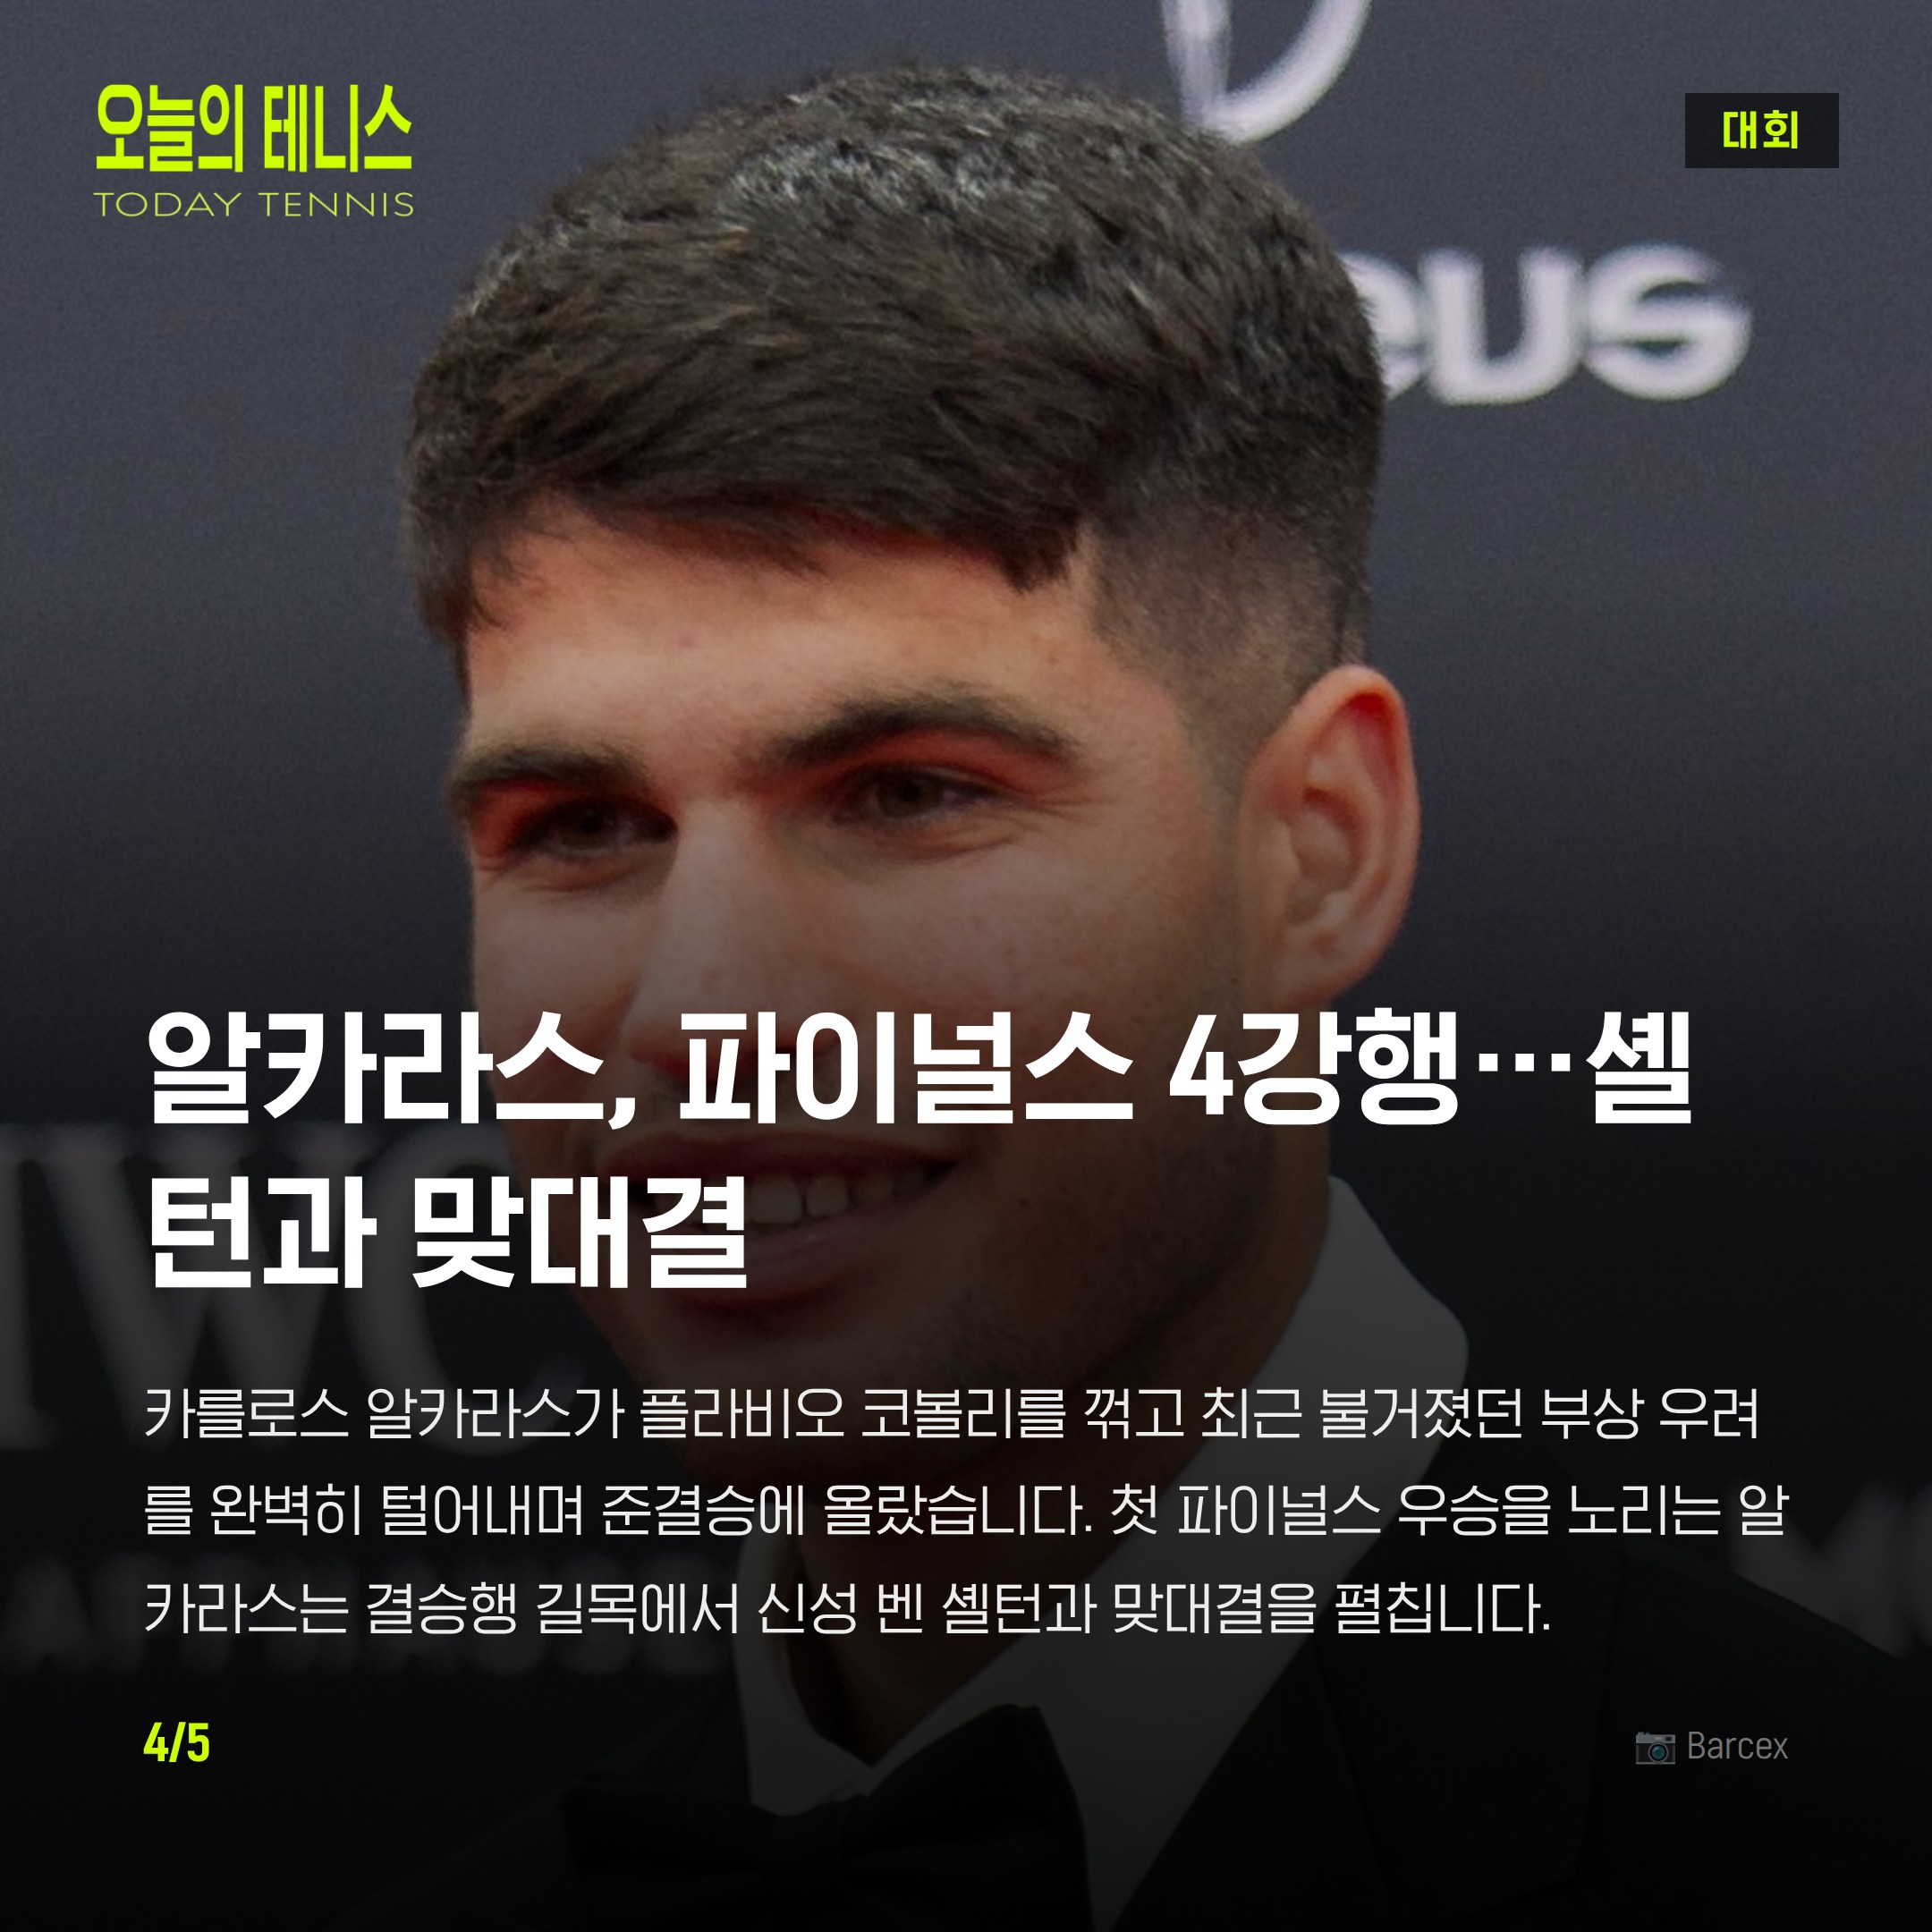 오늘의 테니스
TODAY TENNIS
대회
eus
알카라스, 파이널스 4강행…셸
턴과 맞대결
IWC
카를로스 알카라스가 플라비오 코볼리를 꺾고 최근 불거졌던 부상 우려
를 완벽히 털어내며 준결승에 올랐습니다. 첫 파이널스 우승을 노리는 알
카라스는 결승행 길목에서 신성 벤 셸턴과 맞대결을 펼칩니다.
4/5
Barcex